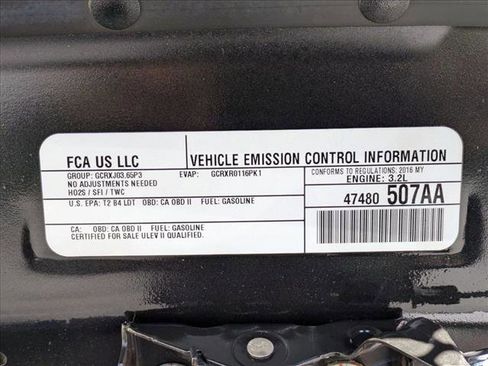 FCA US LLC
VEHICLE EMISSION CONTROL INFORMATION
GROUP: GCRXJ03.65P3 EVAP: GCRXR0116PK1
NO ADJUSTMENTS NEEDED
HO2S / SFI / TWC
CONFORMS TO REGULATIONS: 2016 MY
ENGINE: 3.2L
U.S. EPA: T2 B4 LDT OBD: CA OBD II FUEL: GASOLINE
47480 507AA
CA: OBD: CA OBD II FUEL: GASOLINE
CERTIFIED FOR SALE ULEV II QUALIFIED.